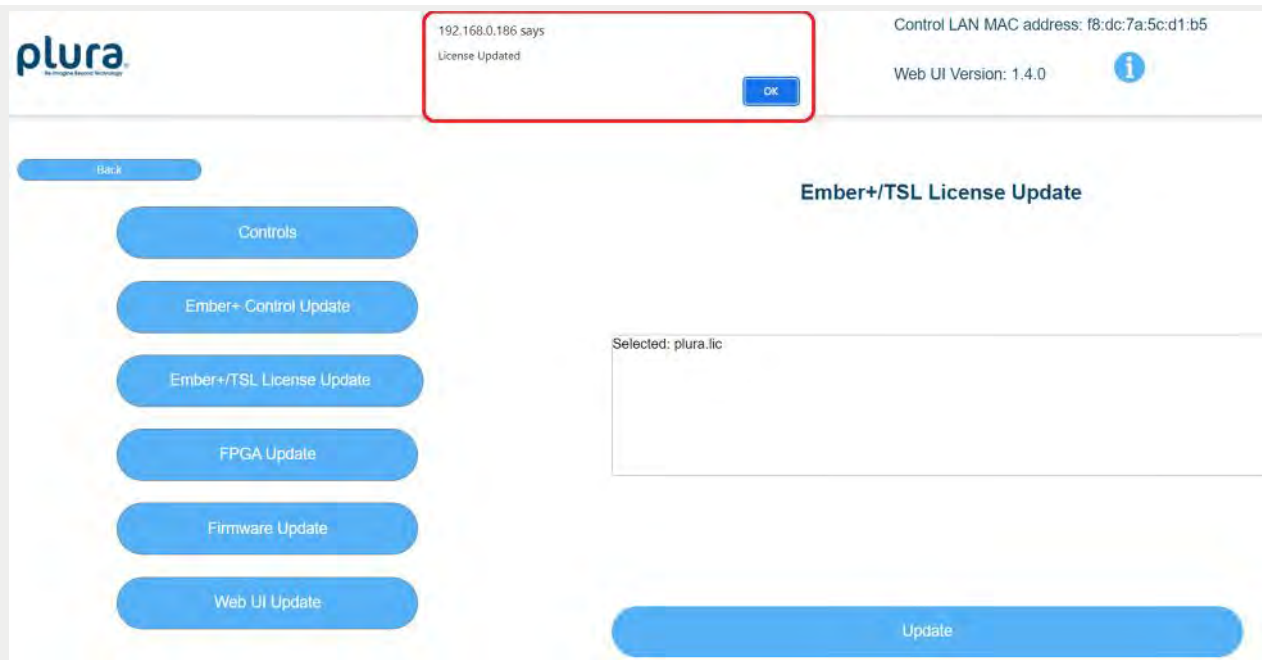 plura
192.168.0.186 says
License Updated
OK
Control LAN MAC address: f8:dc:7a:5c:d1:b5
Web UI Version: 1.4.0
i
Back
Ember+/TSL License Update
Controls
Ember+ Control Update
Ember+/TSL License Update
FPGA Update
Firmware Update
Web UI Update
Selected: plura.lic
Update